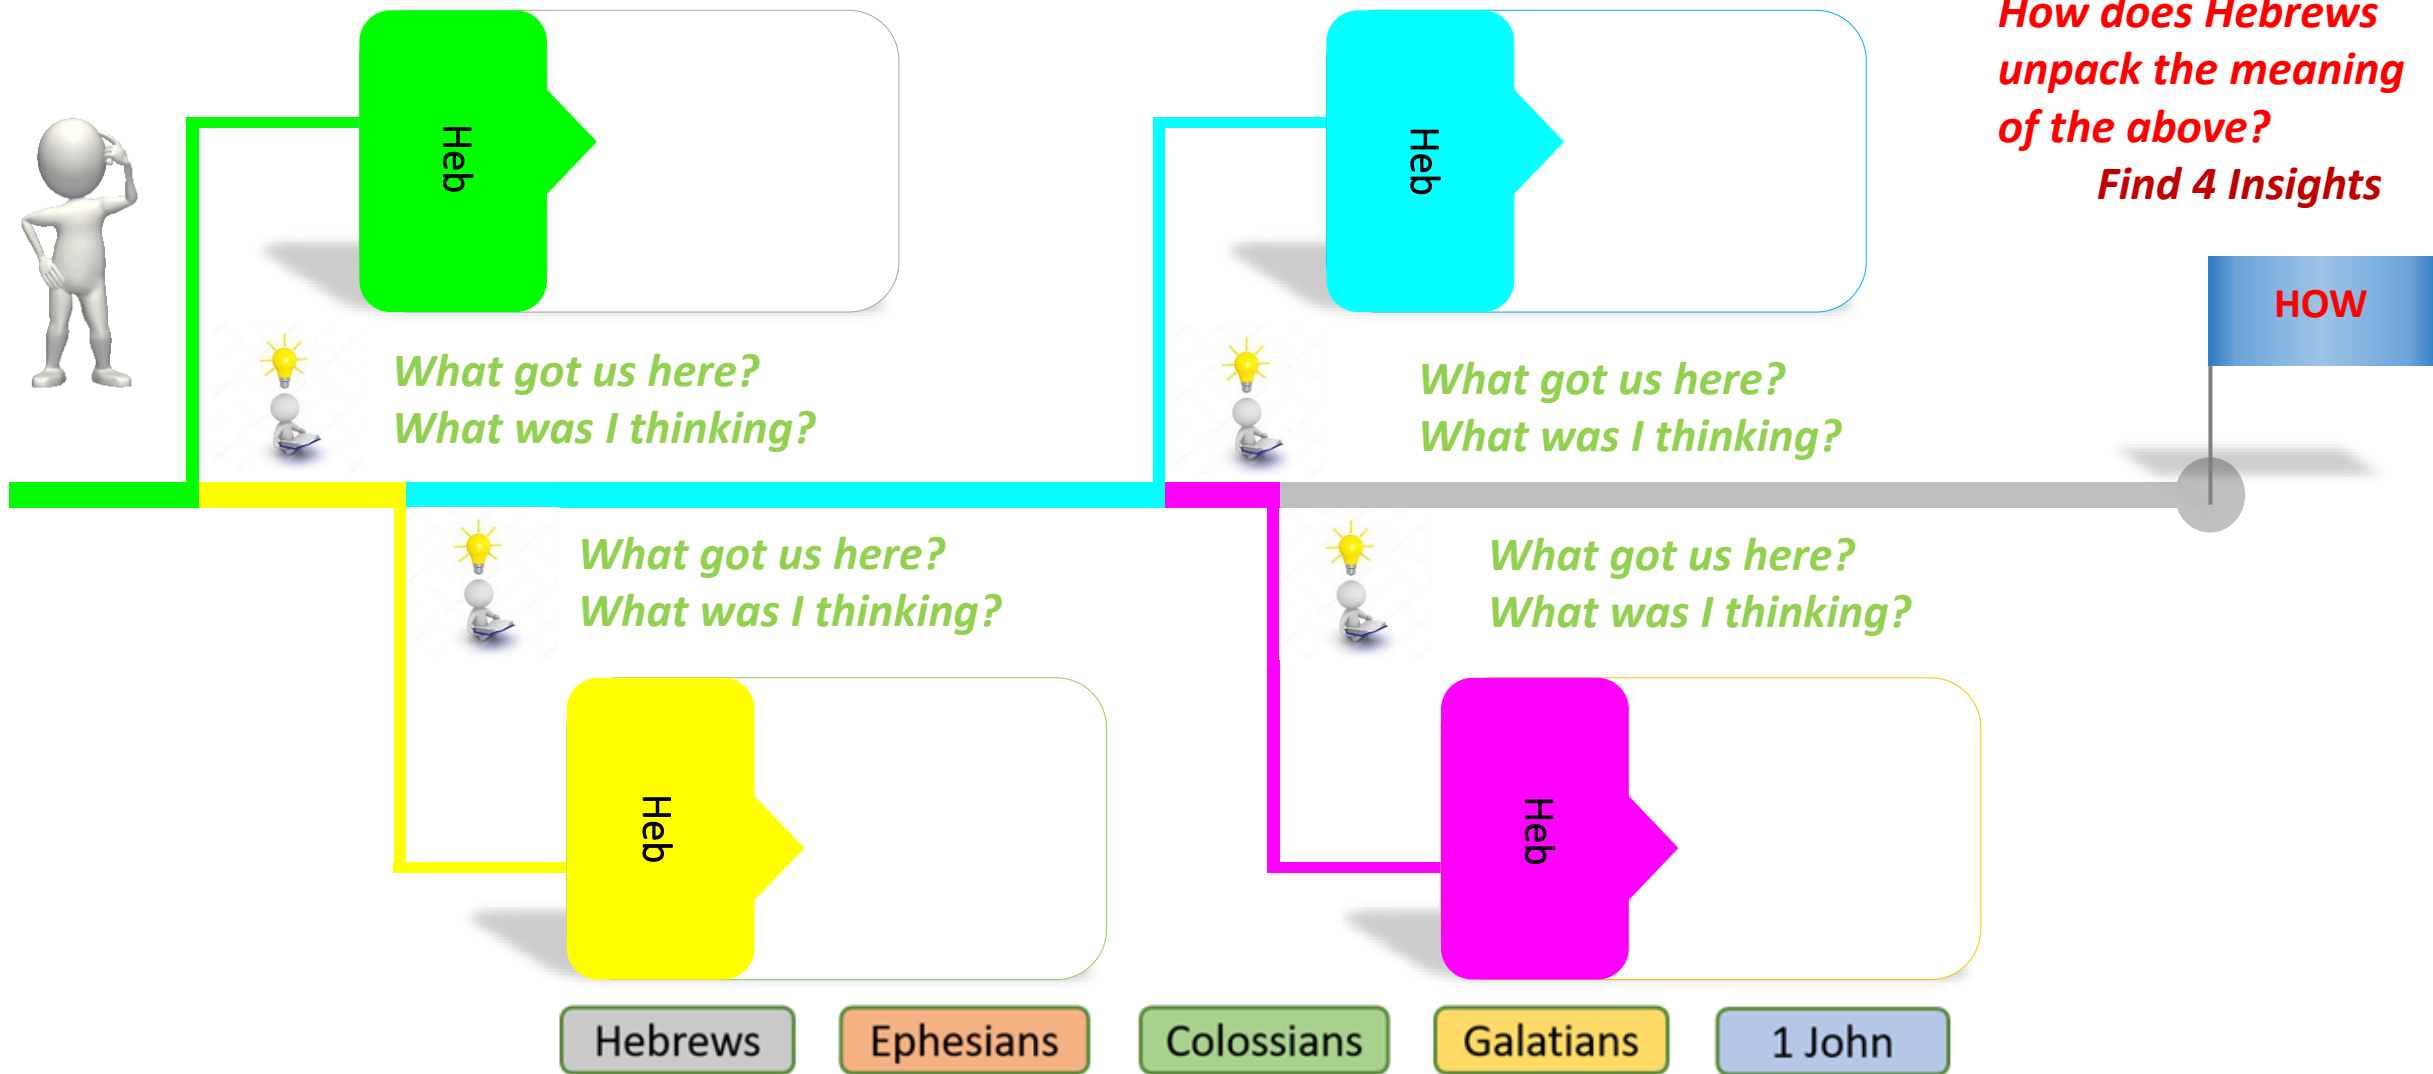 How does Hebrews
unpack the meaning
of the above?
Find 4 Insights
Heb
Heb
HOW
What got us here?
What was I thinking?
What got us here?
What was I thinking?
What got us here?
What was I thinking?
What got us here?
What was I thinking?
Heb
Heb
Hebrews
Ephesians
Colossians
Galatians
1 John